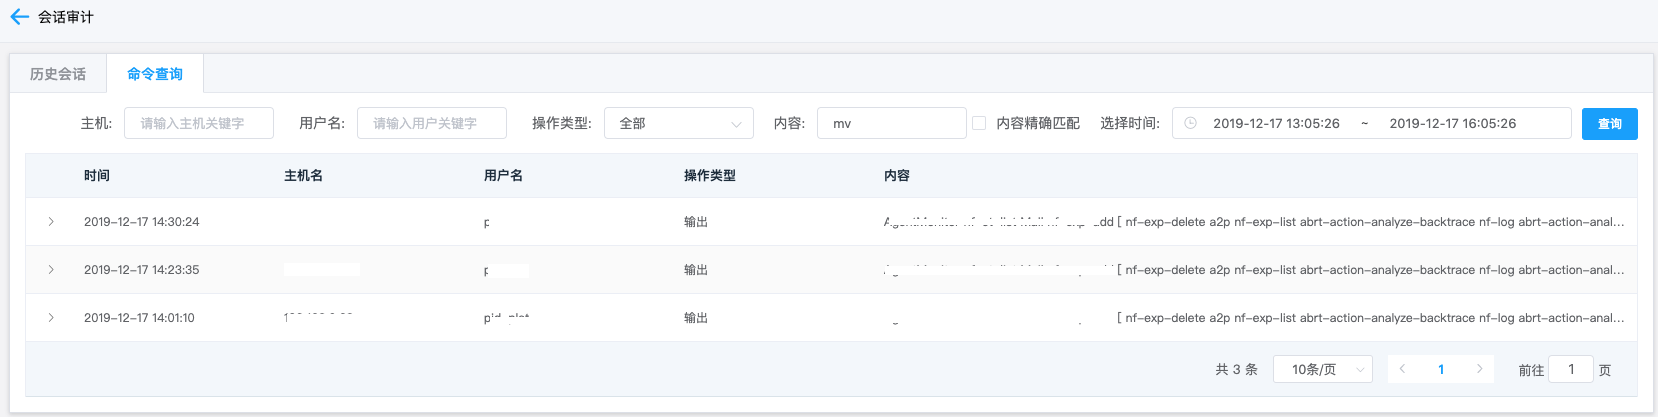 会话审计
历史会话 命令查询
主机: 请输入主机关键字 用户名: 请输入用户关键字 操作类型: 全部 内容: mv 内容精确匹配 选择时间: 2019-12-17 13:05:26 ~ 2019-12-17 16:05:26 查询
时间 主机名 用户名 操作类型 内容
2019-12-17 14:30:24 p 输出 [ nf-exp-delete a2p nf-exp-list abrt-action-analyze-backtrace nf-log abrt-action-anal...
2019-12-17 14:23:35 p 输出 [ nf-exp-delete a2p nf-exp-list abrt-action-analyze-backtrace nf-log abrt-action-anal...
2019-12-17 14:01:10 输出 [ nf-exp-delete a2p nf-exp-list abrt-action-analyze-backtrace nf-log abrt-action-anal...
共 3 条 10条/页 1 前往 1 页